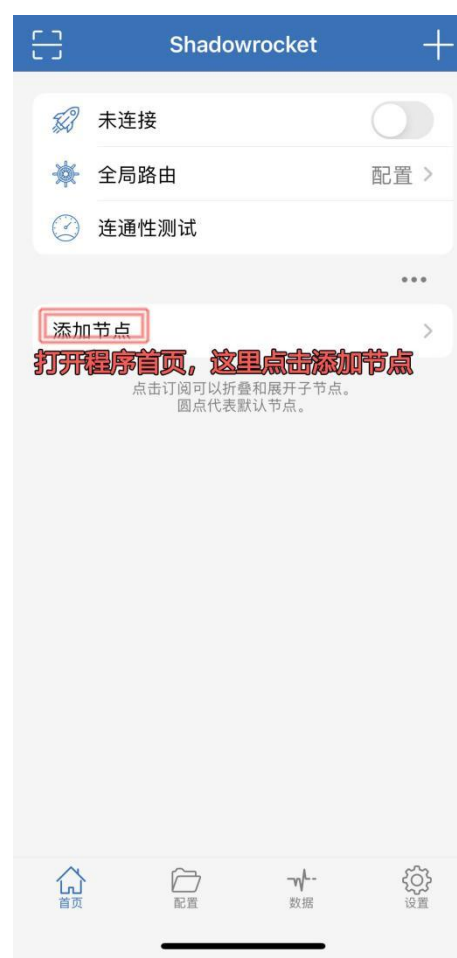 Shadowrocket
未连接
全局路由 配置
连通性测试
添加节点
打开程序首页，这里点击添加节点
点击订阅可以折叠和展开子节点。
圆点代表默认节点。
首页 配置 数据 设置